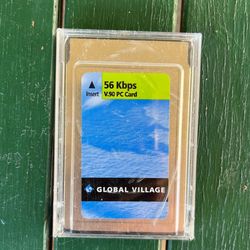 56 Kbps
Insert V.90 PC Card
GLOBAL VILLAGE